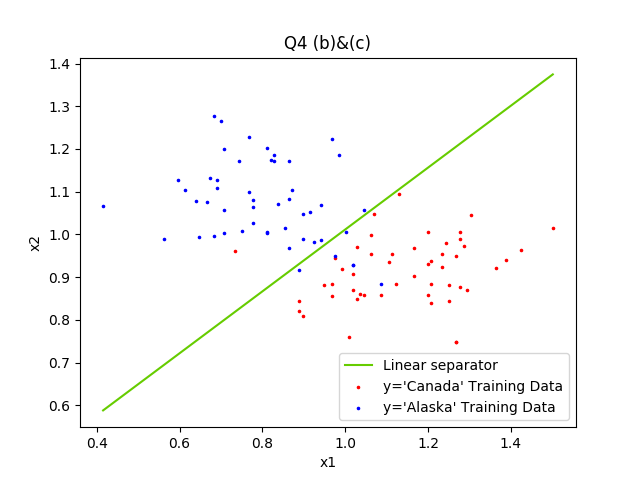 Q4 (b)&(c)
1.4
1.3
1.2
1.1
1.0
0.9
0.8
0.7
0.6
x2
Linear separator
y='Canada' Training Data
y='Alaska' Training Data
0.4 0.6 0.8 1.0 1.2 1.4
x1